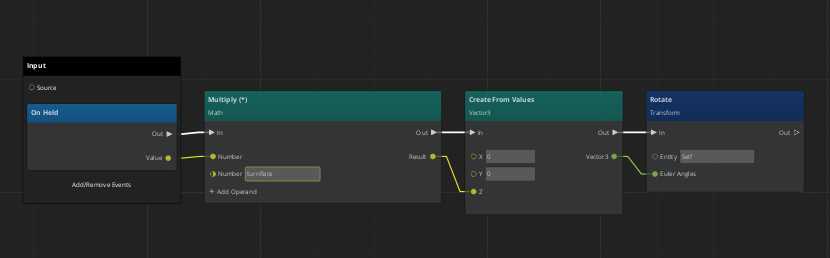 Input
Source
On Held
Out
Value
Add/Remove Events
Multiply (*)
Math
In
Out
Number
Result
Number turnRate
+ Add Operand
Create From Values
Vector3
In
Out
X 0
Vector3
Y 0
Z
Rotate
Transform
In
Out
Entity Self
Euler Angles